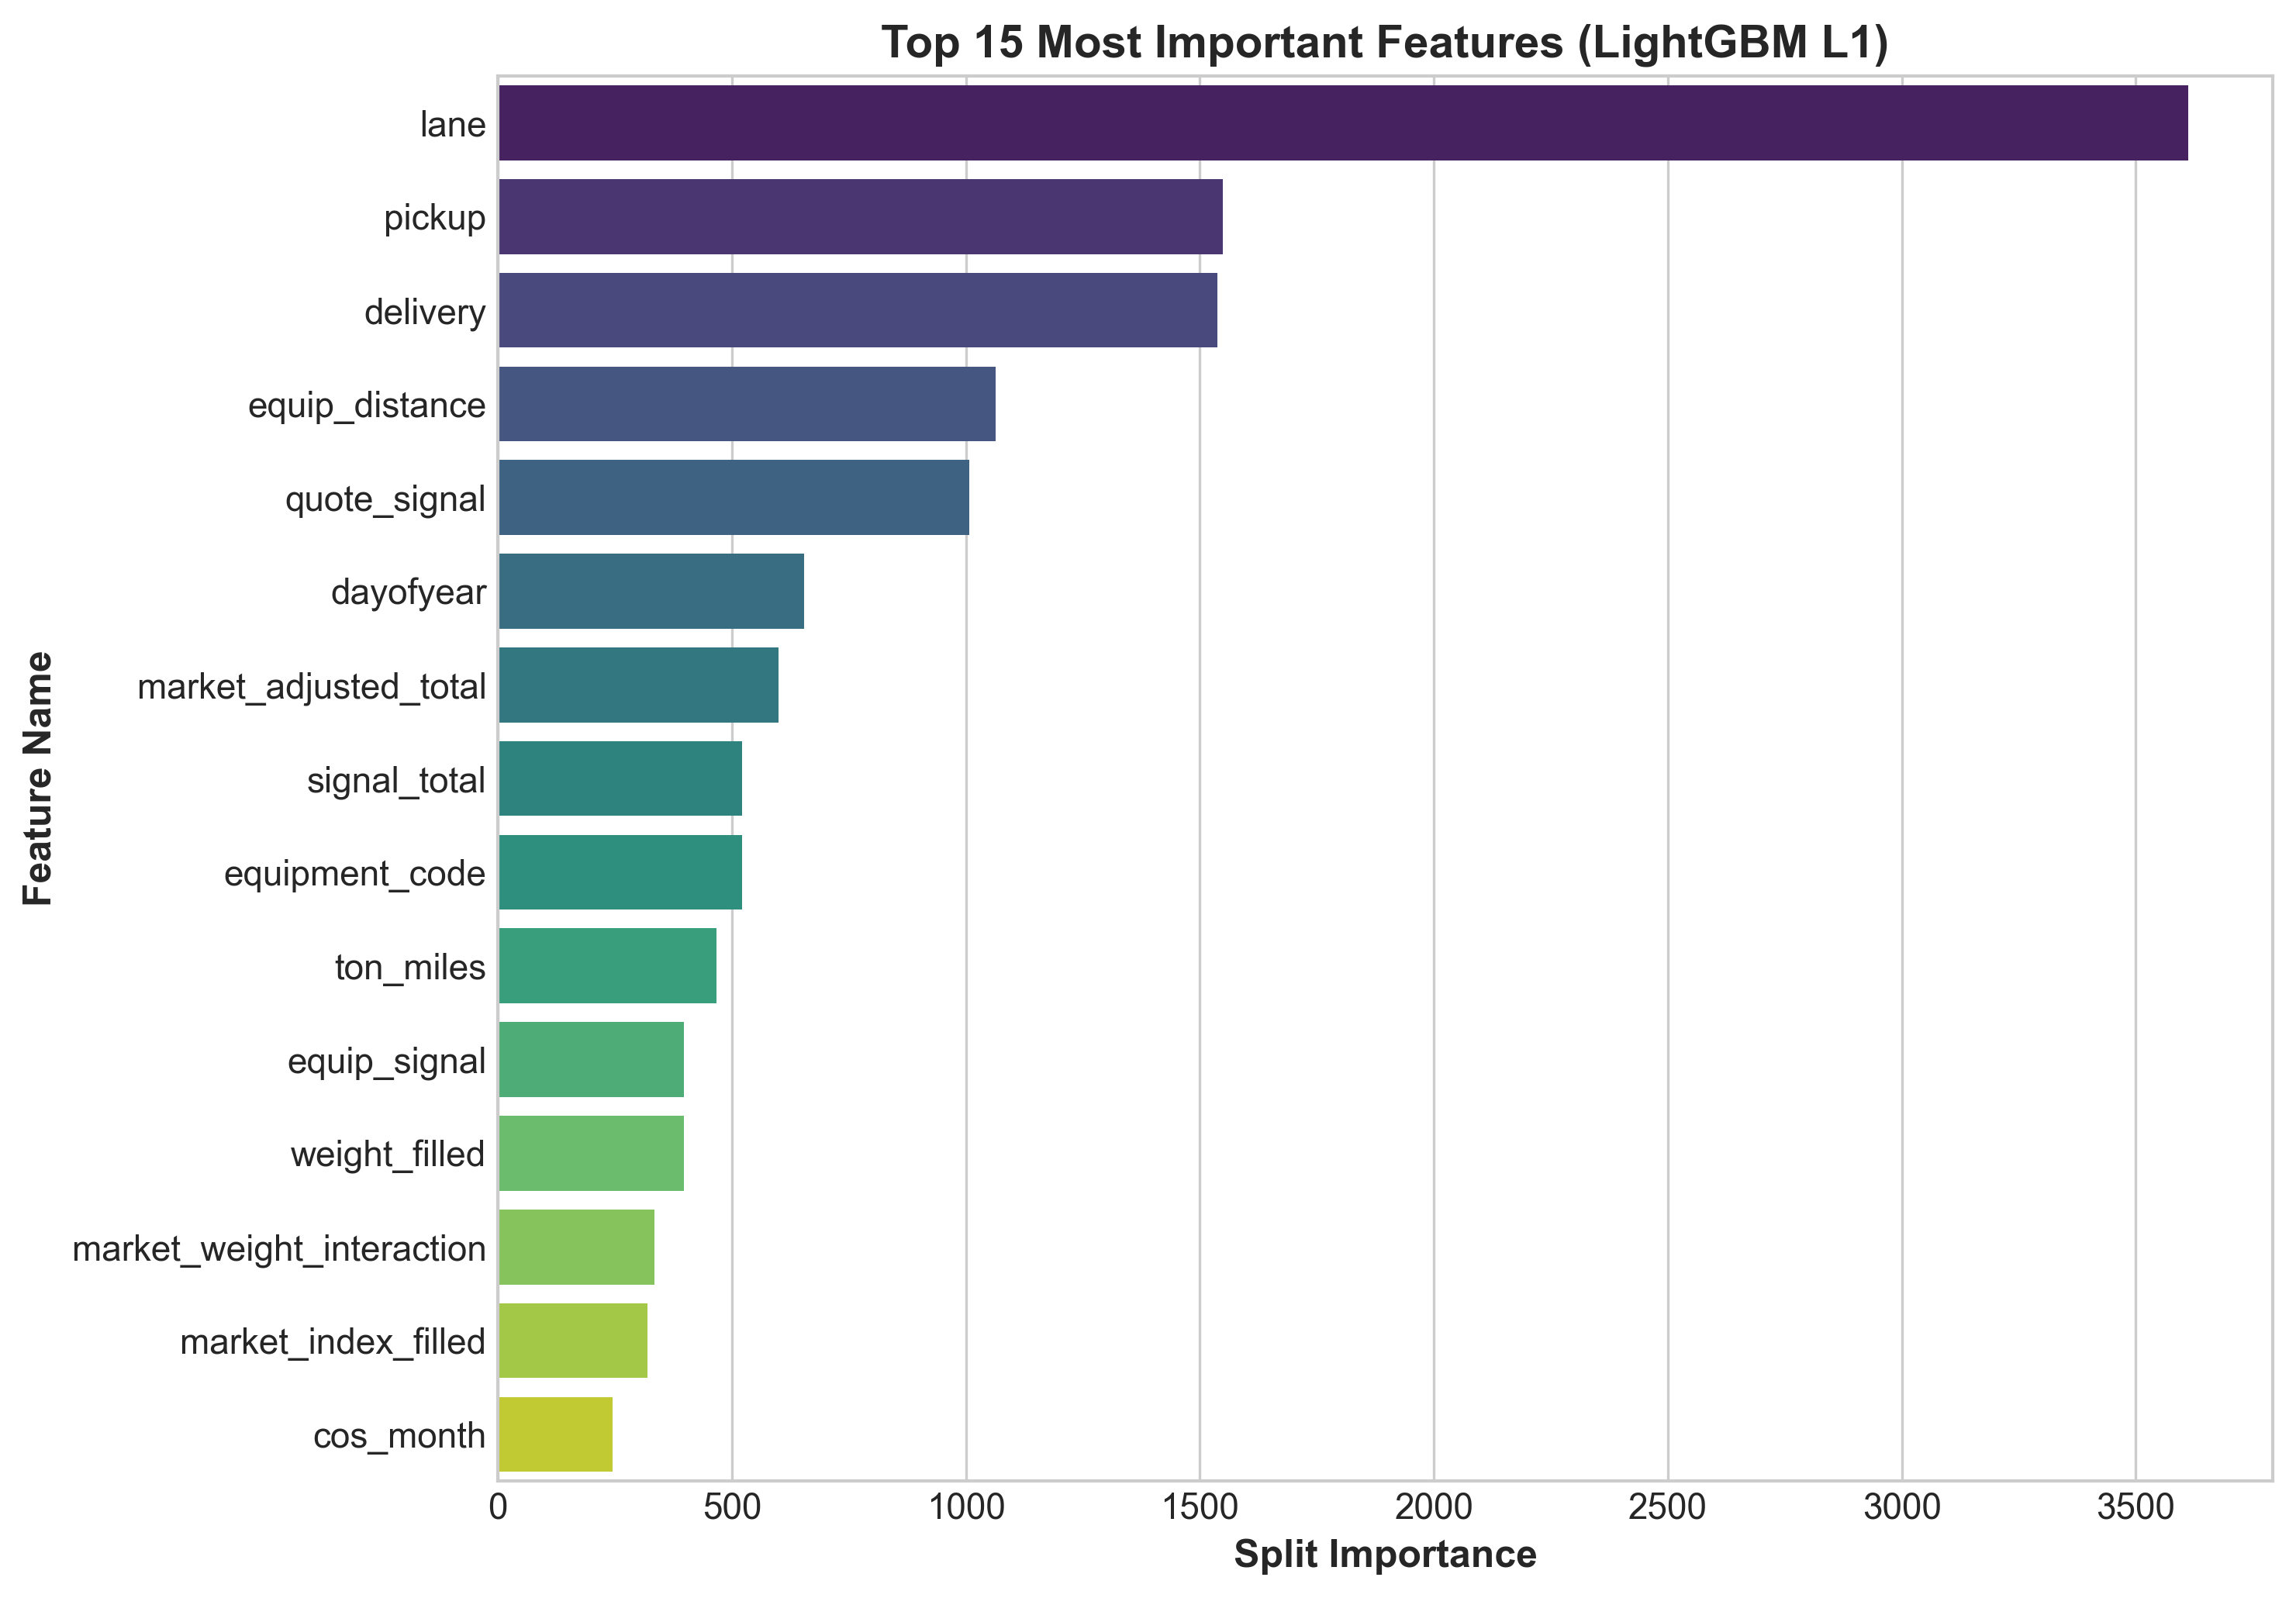 Top 15 Most Important Features (LightGBM L1)
Feature Name
lane
pickup
delivery
equip_distance
quote_signal
dayofyear
market_adjusted_total
signal_total
equipment_code
ton_miles
equip_signal
weight_filled
market_weight_interaction
market_index_filled
cos_month
0 500 1000 1500 2000 2500 3000 3500
Split Importance